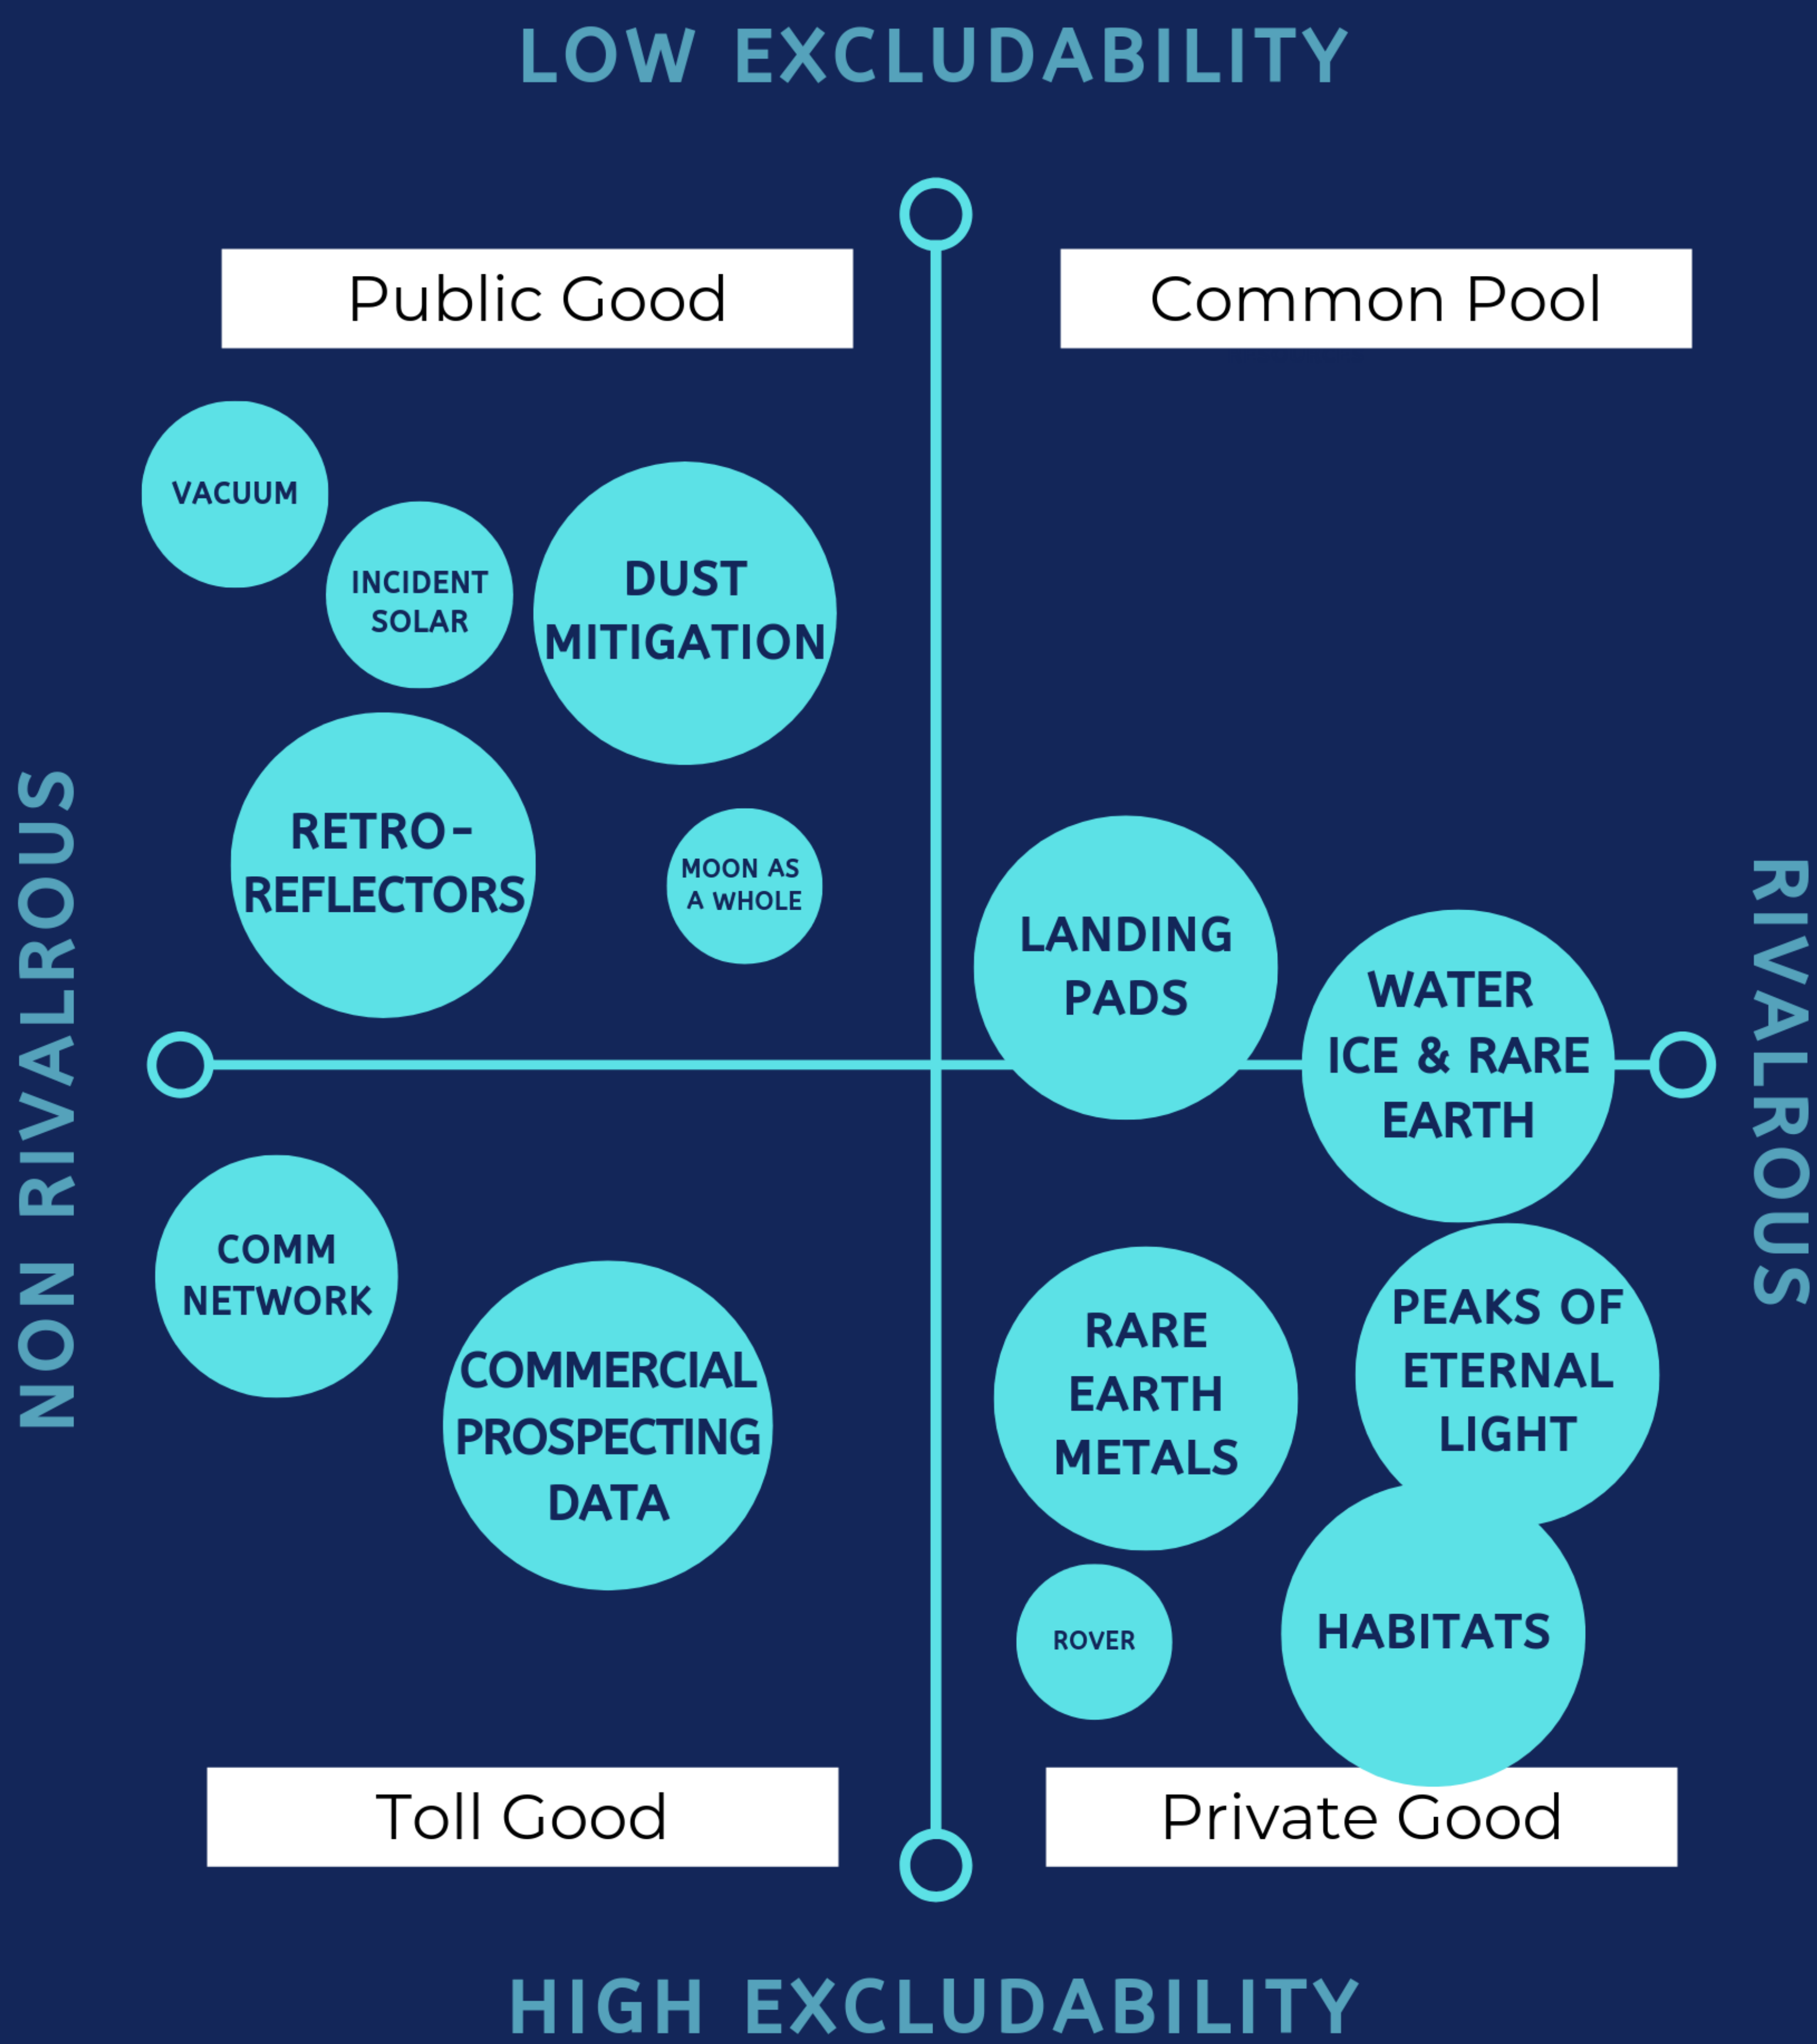 LOW EXCLUDABILITY
Public Good
Common Pool
VACUUM
INCIDENT
SOLAR
DUST
MITIGATION
RETRO-
REFLECTORS
MOON AS
A WHOLE
LANDING
PADS
WATER
ICE & RARE
EARTH
NON RIVALROUS
RIVALROUS
COMM
NETWORK
COMMERCIAL
PROSPECTING
DATA
RARE
EARTH
METALS
PEAKS OF
ETERNAL
LIGHT
ROVER
HABITATS
Toll Good
Private Good
HIGH EXCLUDABILITY